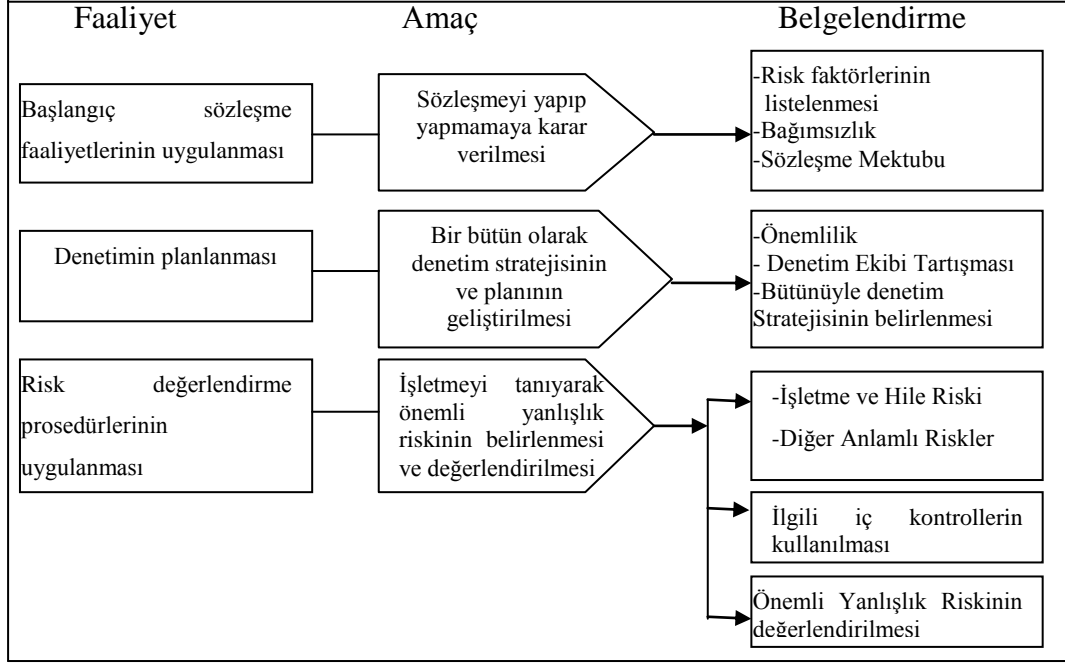 Faaliyet Amaç Belgelendirme
Başlangıç sözleşme
faaliyetlerinin uygulanması
Sözleşmeyi yapıp
yapmamaya karar
verilmesi
-Risk faktörlerinin
listelenmesi
-Bağımsızlık
-Sözleşme Mektubu
Denetimin planlanması
Bir bütün olarak
denetim stratejisinin
ve planının
geliştirilmesi
-Önemlilik
- Denetim Ekibi Tartışması
-Bütünüyle denetim
Stratejisinin belirlenmesi
Risk değerlendirme
prosedürlerinin
uygulanması
İşletmeyi tanıyarak
önemli yanlışlık
riskinin belirlenmesi
ve değerlendirilmesi
-İşletme ve Hile Riski
-Diğer Anlamlı Riskler
İlgili iç kontrollerin
kullanılması
Önemli Yanlışlık Riskinin
değerlendirilmesi